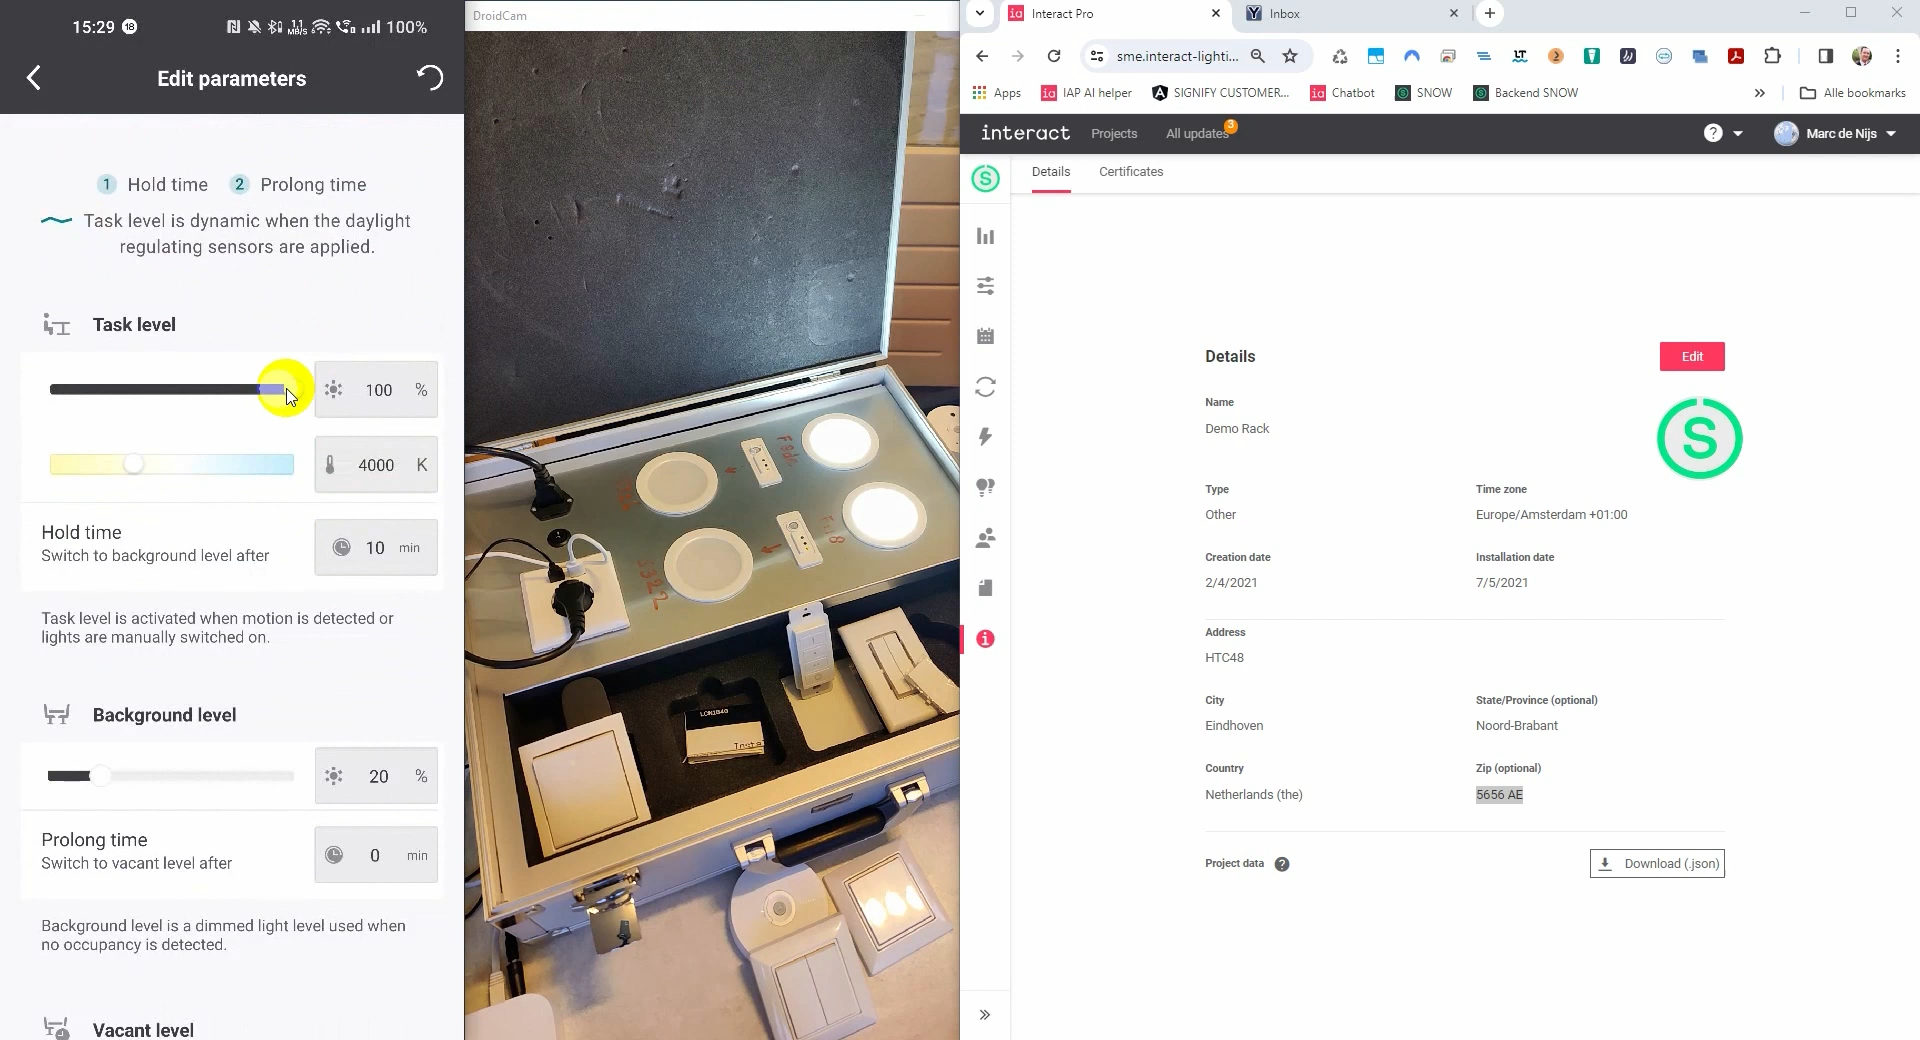 15:29 18 100%
Edit parameters
1 Hold time 2 Prolong time
Task level is dynamic when the daylight
regulating sensors are applied.
Task level
100 %
4000 K
Hold time
Switch to background level after
10 min
Task level is activated when motion is detected or
lights are manually switched on.
Background level
20 %
Prolong time
Switch to vacant level after
0 min
Background level is a dimmed light level used when
no occupancy is detected.
Vacant level
DroidCam
LCN1840
Interact Pro
Inbox
sme.interact-lighti...
Apps
IAP AI helper
SIGNIFY CUSTOMER...
Chatbot
SNOW
Backend SNOW
Alle bookmarks
interact
Projects
All updates 3
Marc de Nijs
S
Details
Certificates
Details
Edit
Name
Demo Rack
S
Type
Other
Time zone
Europe/Amsterdam +01:00
Creation date
2/4/2021
Installation date
7/5/2021
Address
HTC48
City
Eindhoven
State/Province (optional)
Noord-Brabant
Country
Netherlands (the)
Zip (optional)
5656 AE
Project data
Download (.json)